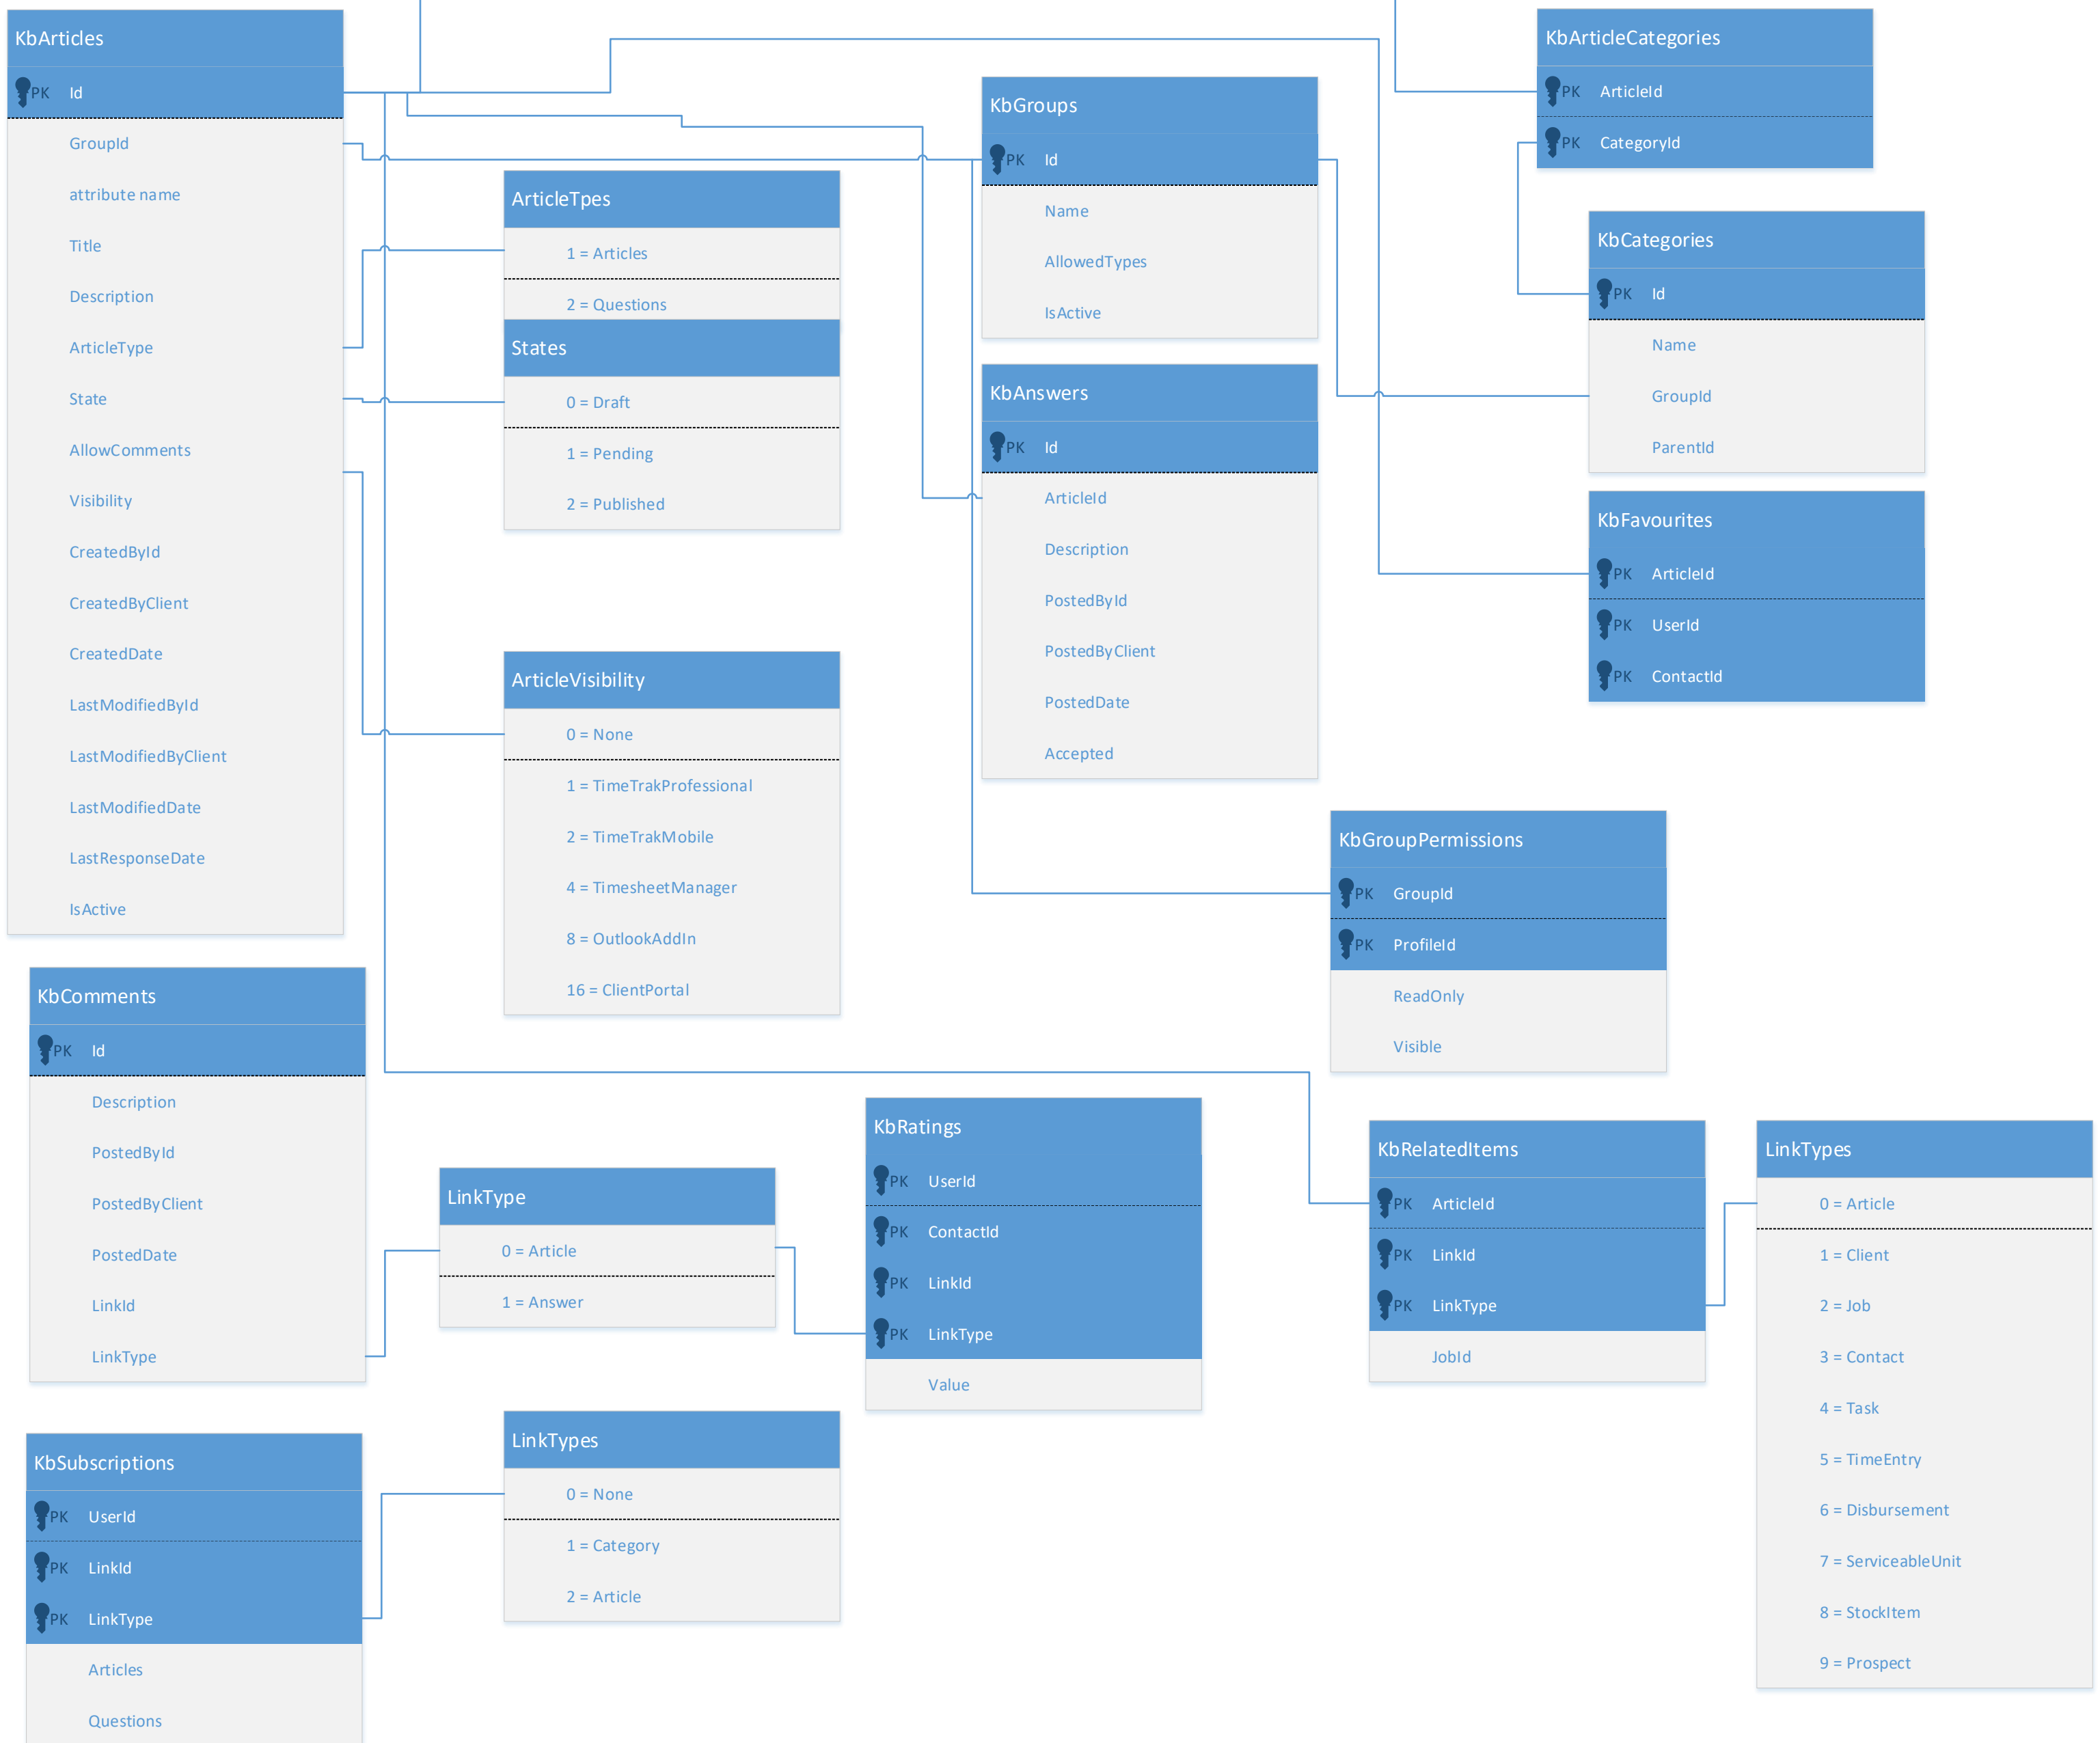 KbArticles
PK Id
GroupId
attribute name
Title
Description
ArticleType
State
AllowComments
Visibility
CreatedById
CreatedByClient
CreatedDate
LastModifiedById
LastModifiedByClient
LastModifiedDate
LastResponseDate
IsActive
ArticleTpes
1 = Articles
2 = Questions
States
0 = Draft
1 = Pending
2 = Published
ArticleVisibility
0 = None
1 = TimeTrakProfessional
2 = TimeTrakMobile
4 = TimesheetManager
8 = OutlookAddIn
16 = ClientPortal
KbGroups
PK Id
Name
AllowedTypes
IsActive
KbAnswers
PK Id
ArticleId
Description
PostedById
PostedByClient
PostedDate
Accepted
KbArticleCategories
PK ArticleId
PK CategoryId
KbCategories
PK Id
Name
GroupId
ParentId
KbFavourites
PK ArticleId
PK UserId
PK ContactId
KbGroupPermissions
PK GroupId
PK ProfileId
ReadOnly
Visible
KbComments
PK Id
Description
PostedById
PostedByClient
PostedDate
LinkId
LinkType
LinkType
0 = Article
1 = Answer
KbRatings
PK UserId
PK ContactId
PK LinkId
PK LinkType
Value
KbRelatedItems
PK ArticleId
PK LinkId
PK LinkType
JobId
LinkTypes
0 = Article
1 = Client
2 = Job
3 = Contact
4 = Task
5 = TimeEntry
6 = Disbursement
7 = ServiceableUnit
8 = StockItem
9 = Prospect
KbSubscriptions
PK UserId
PK LinkId
PK LinkType
Articles
Questions
LinkTypes
0 = None
1 = Category
2 = Article